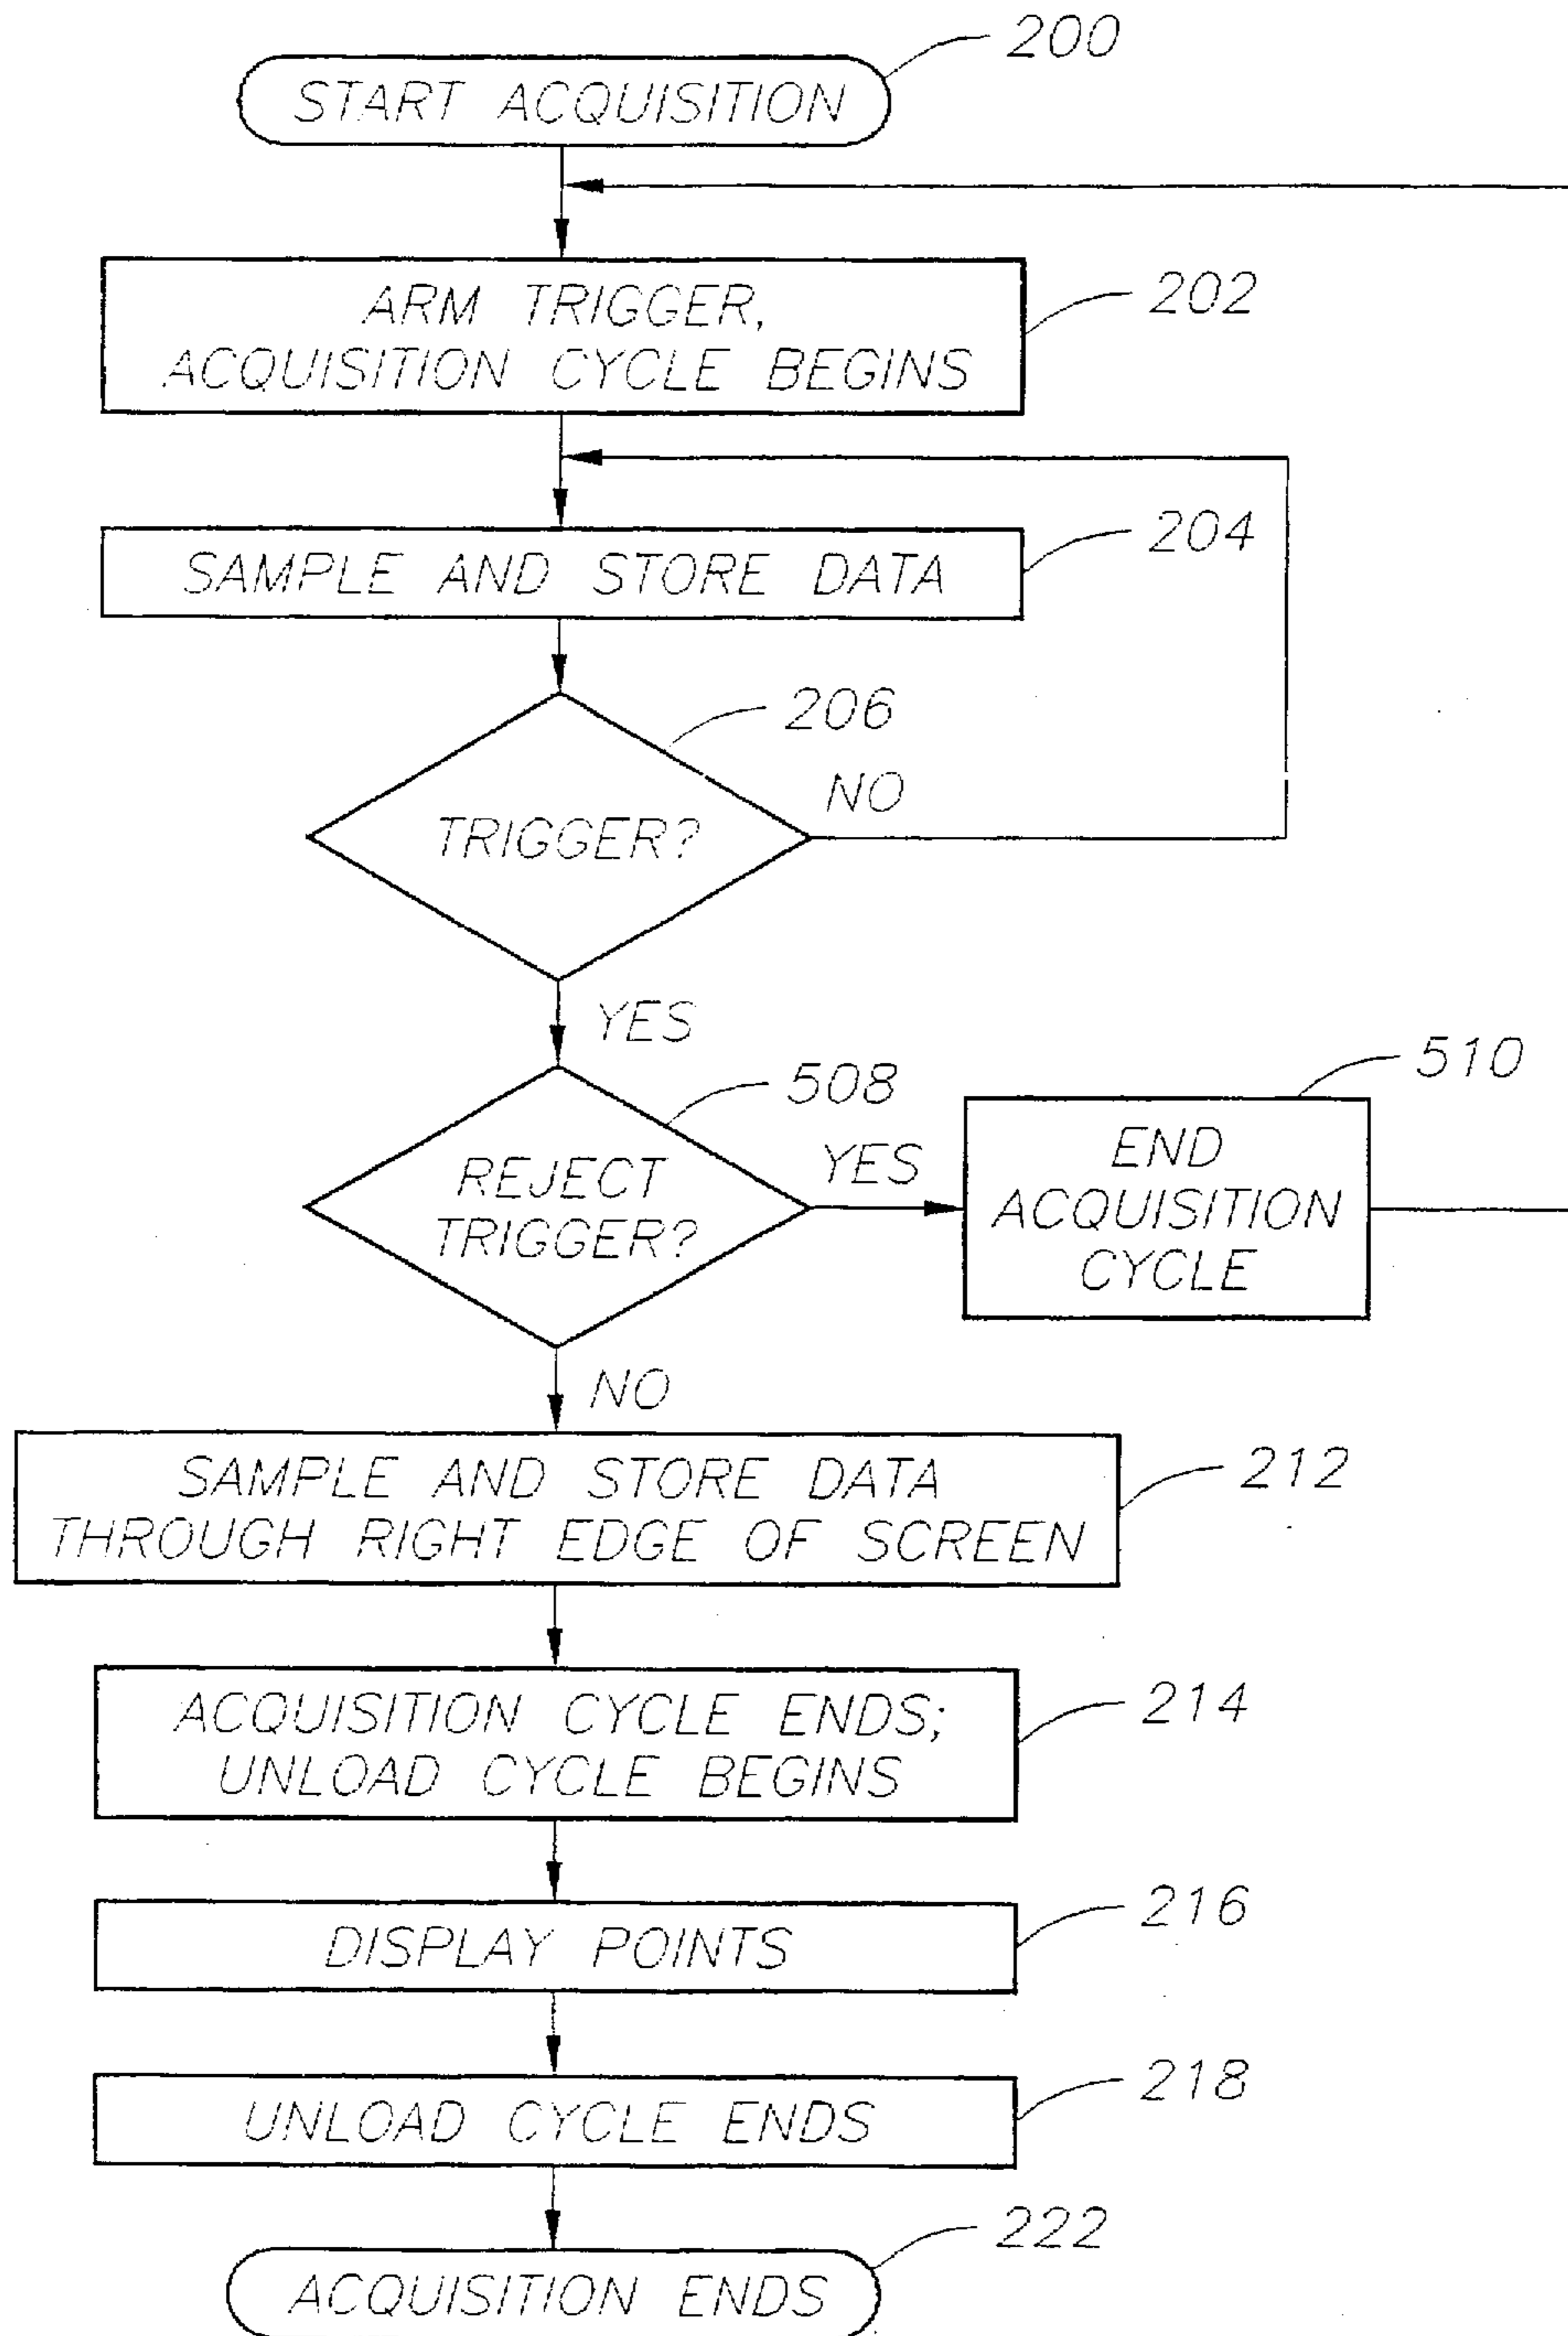 200
START ACQUISITION
202
ARM TRIGGER,
ACQUISITION CYCLE BEGINS
204
SAMPLE AND STORE DATA
206
NO
TRIGGER?
YES
508
510
YES
REJECT
TRIGGER?
END
ACQUISITION
CYCLE
NO
212
SAMPLE AND STORE DATA
THROUGH RIGHT EDGE OF SCREEN
214
ACQUISITION CYCLE ENDS;
UNLOAD CYCLE BEGINS
216
DISPLAY POINTS
218
UNLOAD CYCLE ENDS
222
ACQUISITION ENDS